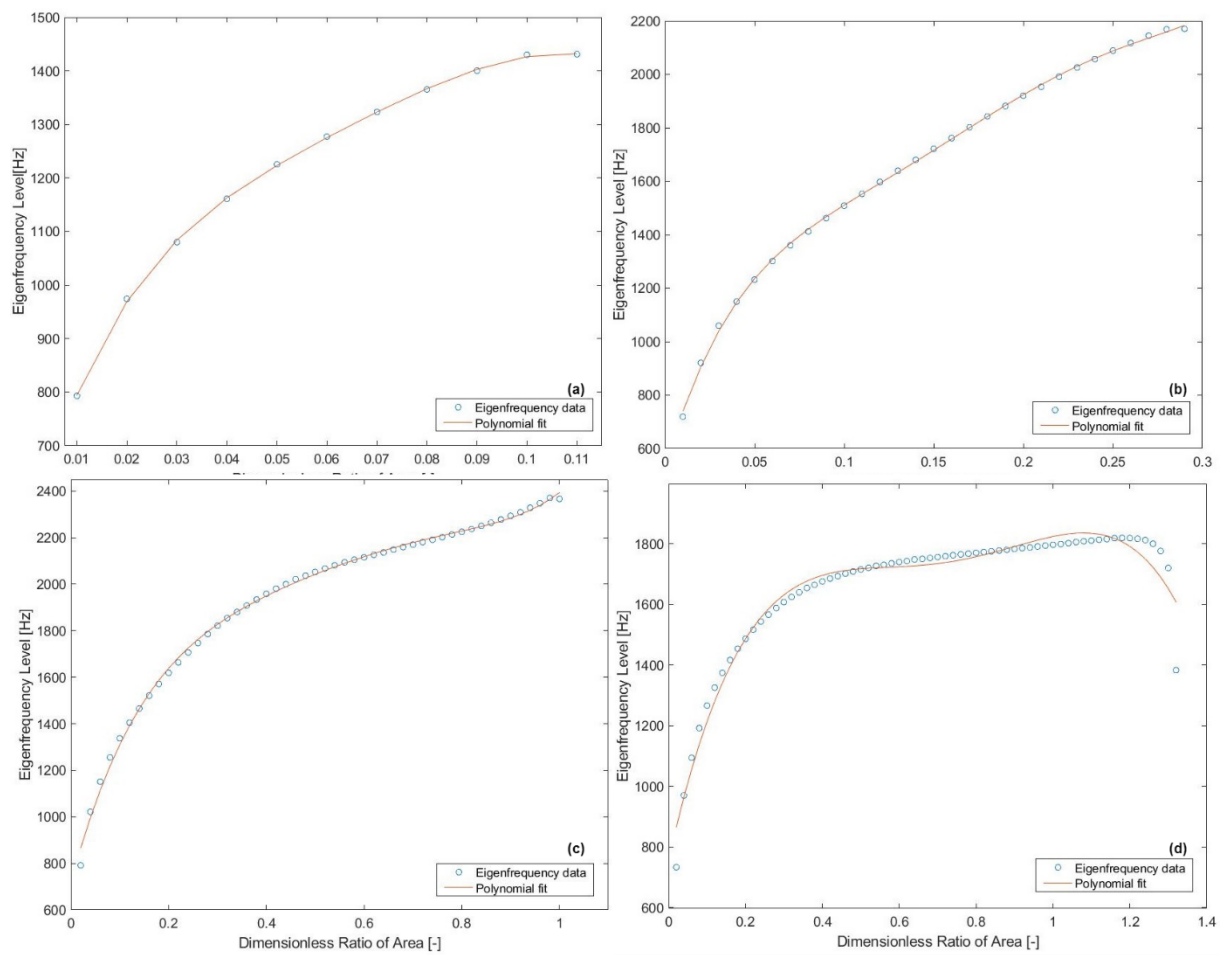 1500
1400
1300
1200
1100
1000
900
800
700
Eigenfrequency Level[Hz]
(a)
Eigenfrequency data
Polynomial fit
0.01 0.02 0.03 0.04 0.05 0.06 0.07 0.08 0.09 0.1 0.11
2200
2000
1800
1600
1400
1200
1000
800
600
Eigenfrequency Level [Hz]
(b)
Eigenfrequency data
Polynomial fit
0 0.05 0.1 0.15 0.2 0.25 0.3
2400
2200
2000
1800
1600
1400
1200
1000
800
600
Eigenfrequency Level [Hz]
(c)
Eigenfrequency data
Polynomial fit
0 0.2 0.4 0.6 0.8 1
Dimensionless Ratio of Area [-]
1800
1600
1400
1200
1000
800
600
Eigenfrequency Level [Hz]
(d)
Eigenfrequency data
Polynomial fit
0 0.2 0.4 0.6 0.8 1 1.2 1.4
Dimensionless Ratio of Area [-]